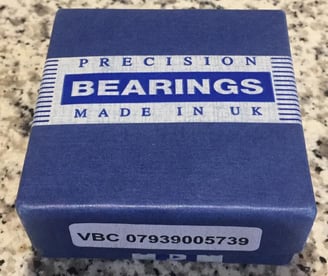 PRECISION
BEARINGS
MADE IN UK
VBC 07939005739